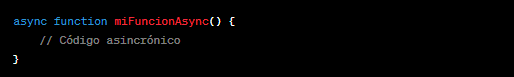 async function miFuncionAsync() {
    // Código asincrónico
}